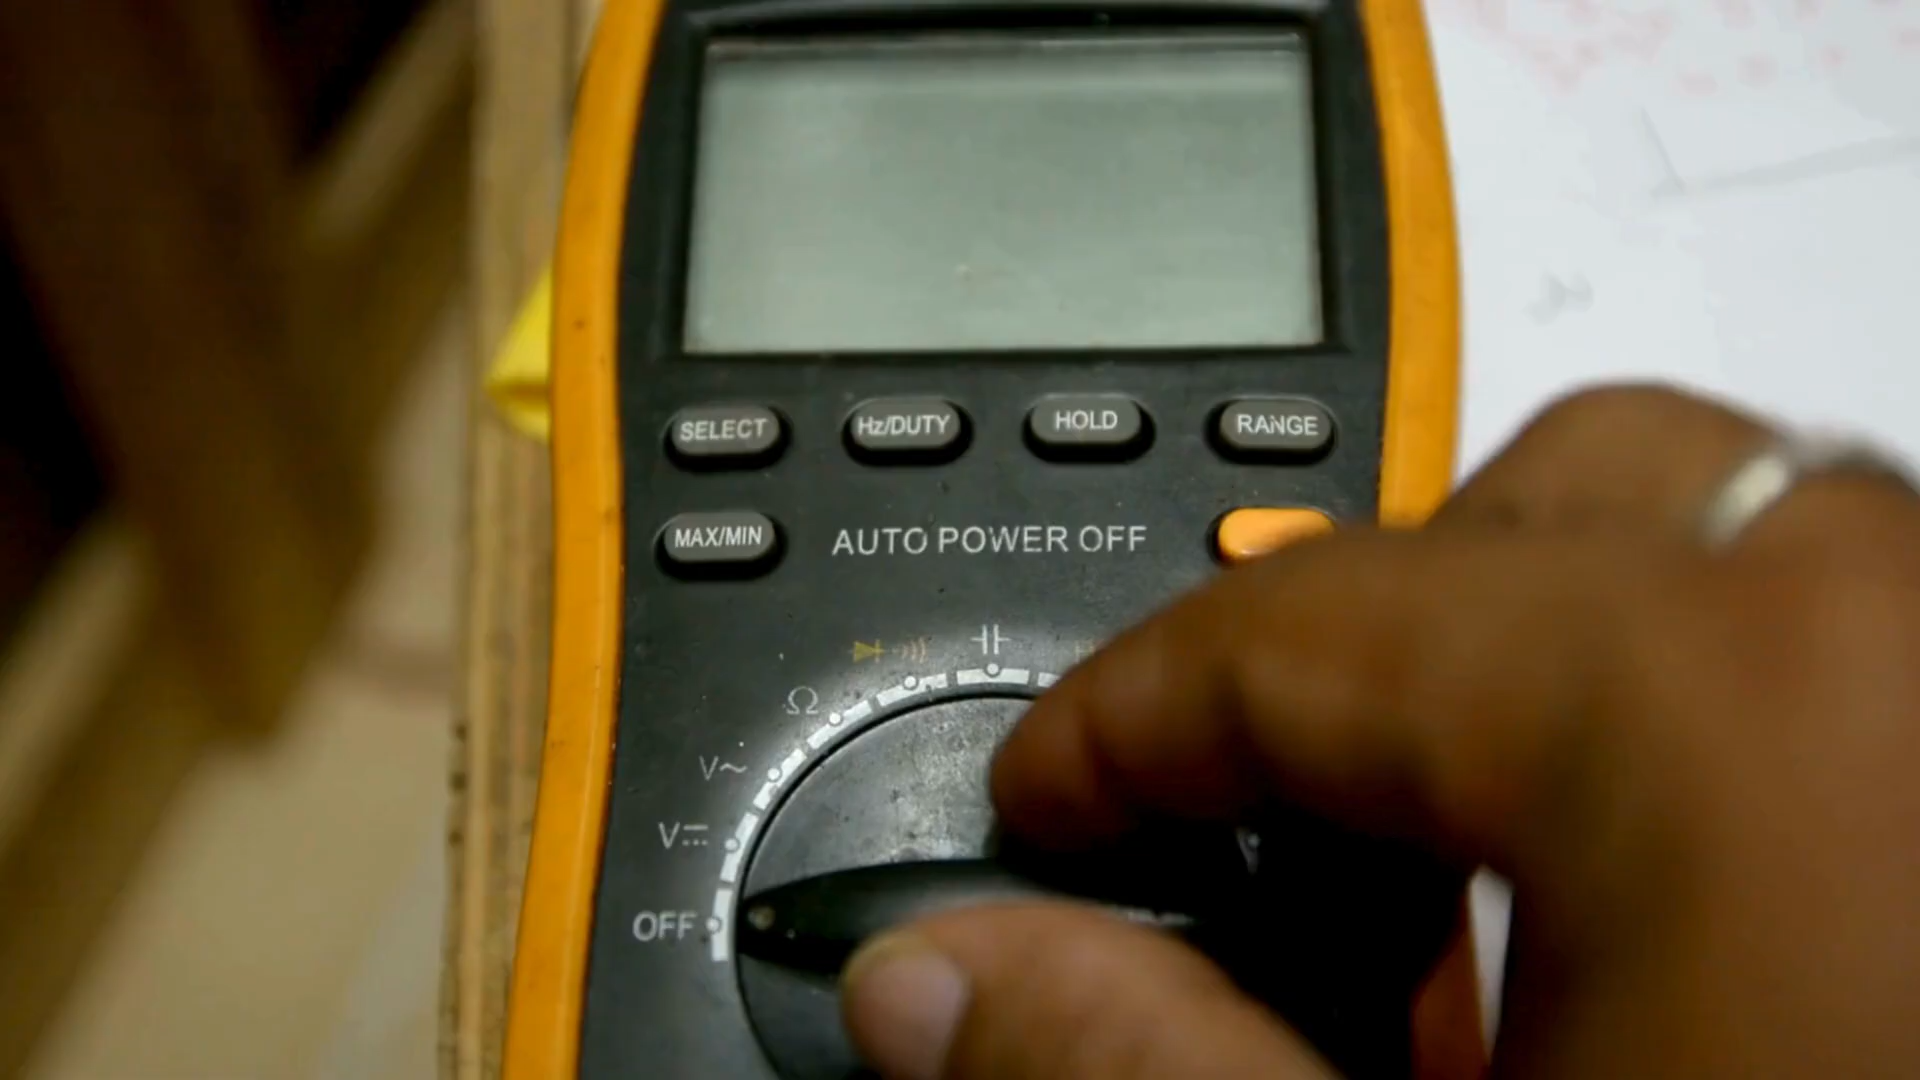 SELECT Hz/DUTY HOLD RANGE
MAX/MIN AUTO POWER OFF
Ω
V~
V⎓
OFF